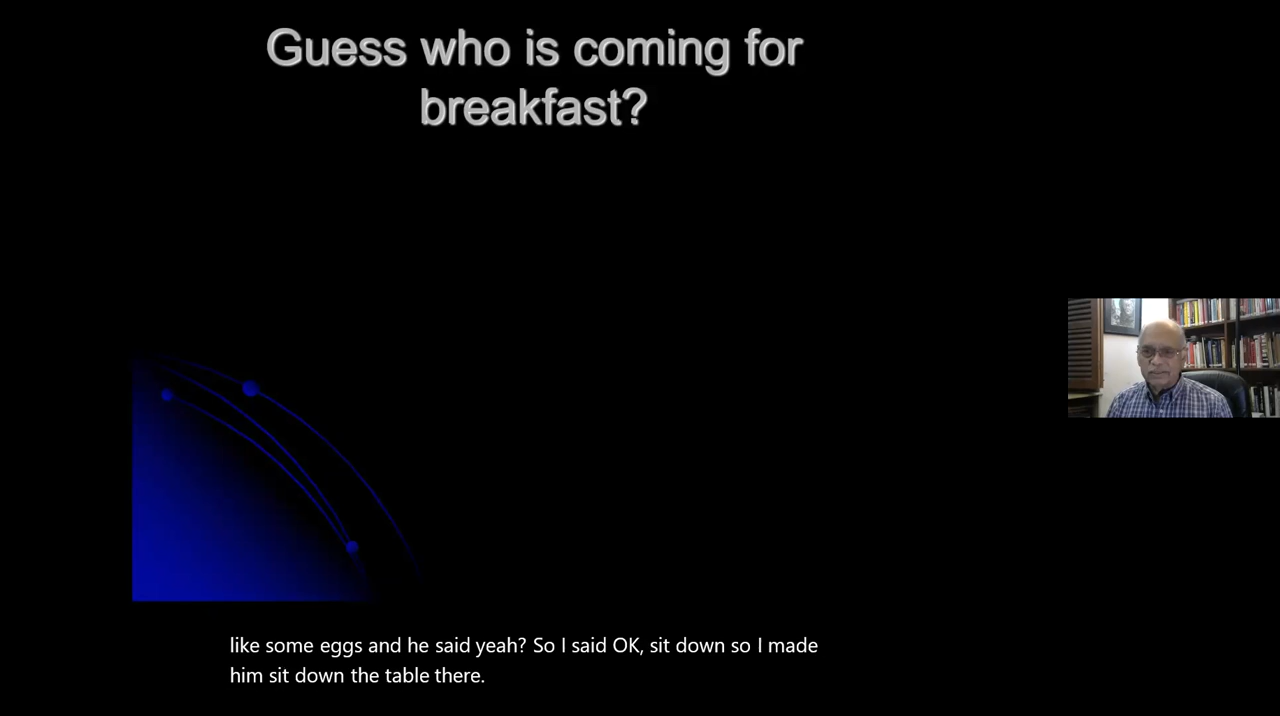 Guess who is coming for
breakfast?
like some eggs and he said yeah? So I said OK, sit down so I made
him sit down the table there.